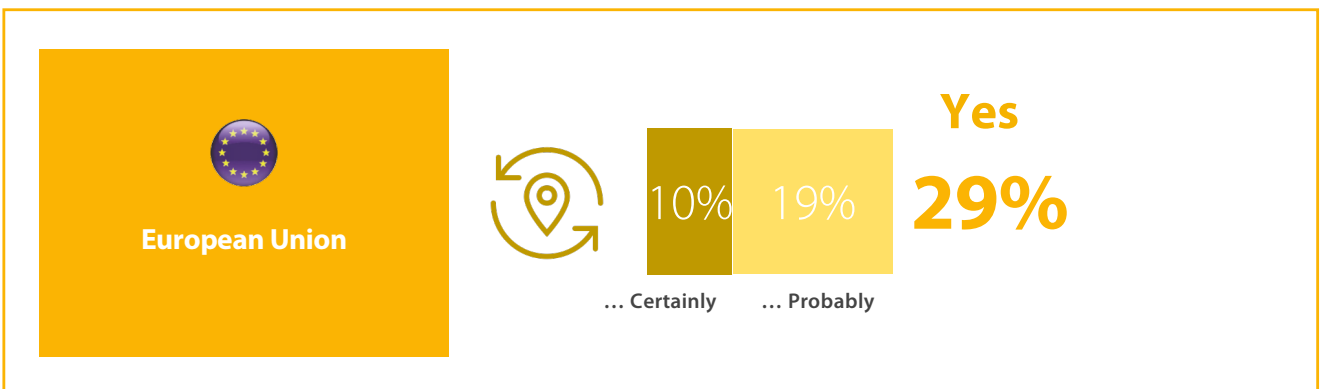 European Union
10%
19%
… Certainly
… Probably
Yes
29%